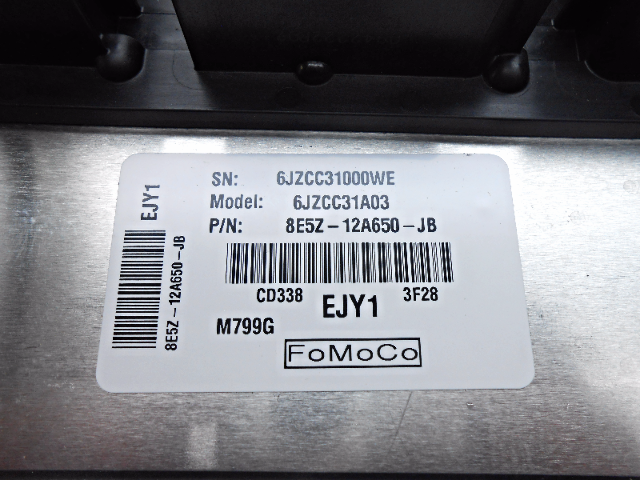 SN: 6JZCC31000WE
Model: 6JZCC31A03
P/N: 8E5Z-12A650-JB
CD338 EJY1 3F28
M799G
FoMoCo
EJY1
8E5Z-12A650-JB